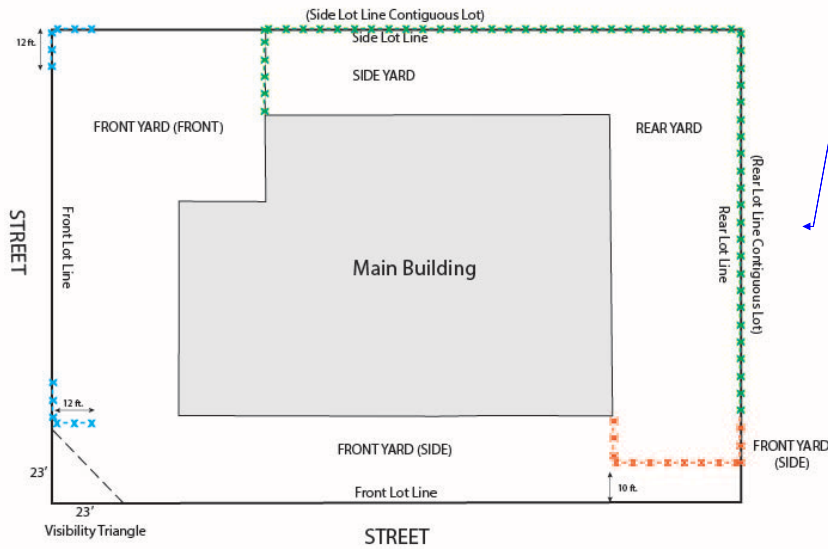 (Side Lot Line Contiguous Lot)
Side Lot Line
12 ft.
SIDE YARD
FRONT YARD (FRONT)
REAR YARD
STREET
Front Lot Line
Main Building
Rear Lot Line
(Rear Lot Line Contiguous Lot)
12 ft.
FRONT YARD (SIDE)
FRONT YARD
(SIDE)
23'
10 ft.
Front Lot Line
23'
Visibility Triangle
STREET